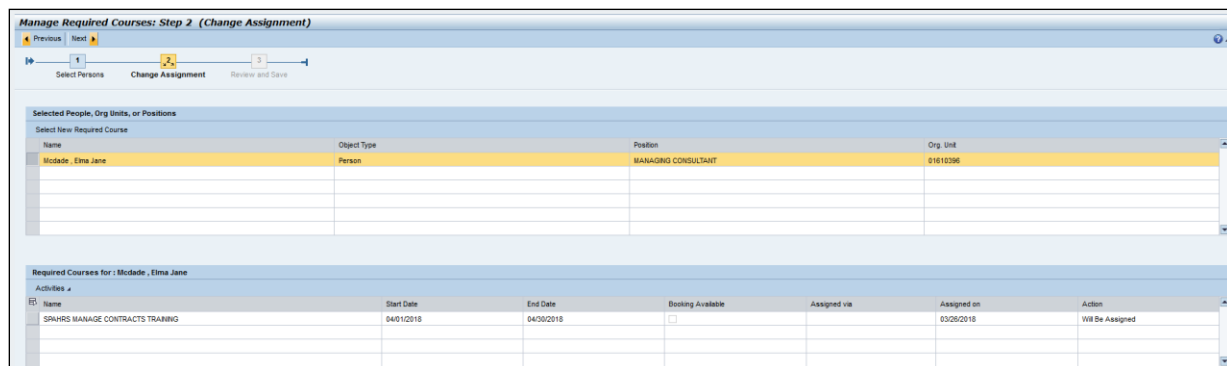 Manage Required Courses: Step 2 (Change Assignment)
Previous Next
1 2 3
Select Persons Change Assignment Review and Save
Selected People, Org Units, or Positions
Select New Required Course
Name Object Type Position Org. Unit
Mcdade , Elma Jane Person MANAGING CONSULTANT 01610396
Required Courses for : Mcdade , Elma Jane
Activities
Name Start Date End Date Booking Available Assigned via Assigned on Action
SPAHRS MANAGE CONTRACTS TRAINING 04/01/2018 04/30/2018 03/26/2018 Will Be Assigned